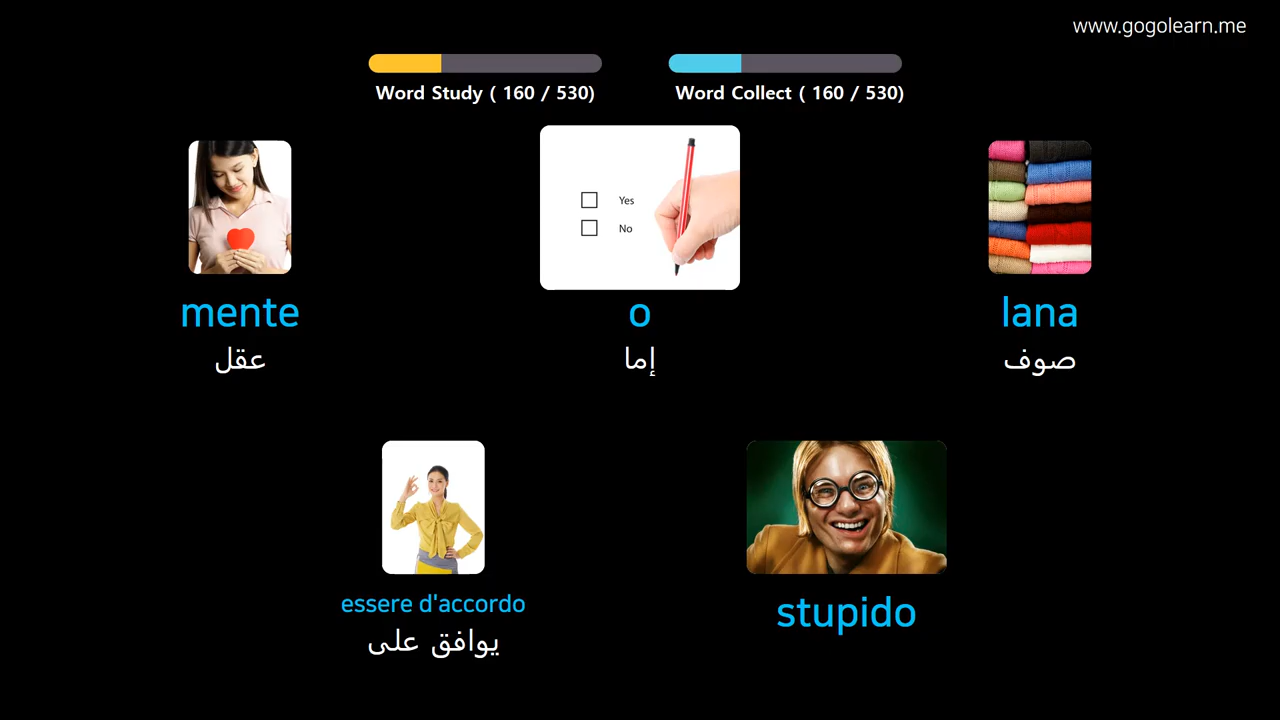 www.gogolearn.me
Word Study ( 160 / 530)
Word Collect ( 160 / 530)
Yes
No
mente
عقل
o
إما
lana
صوف
essere d'accordo
يوافق على
stupido